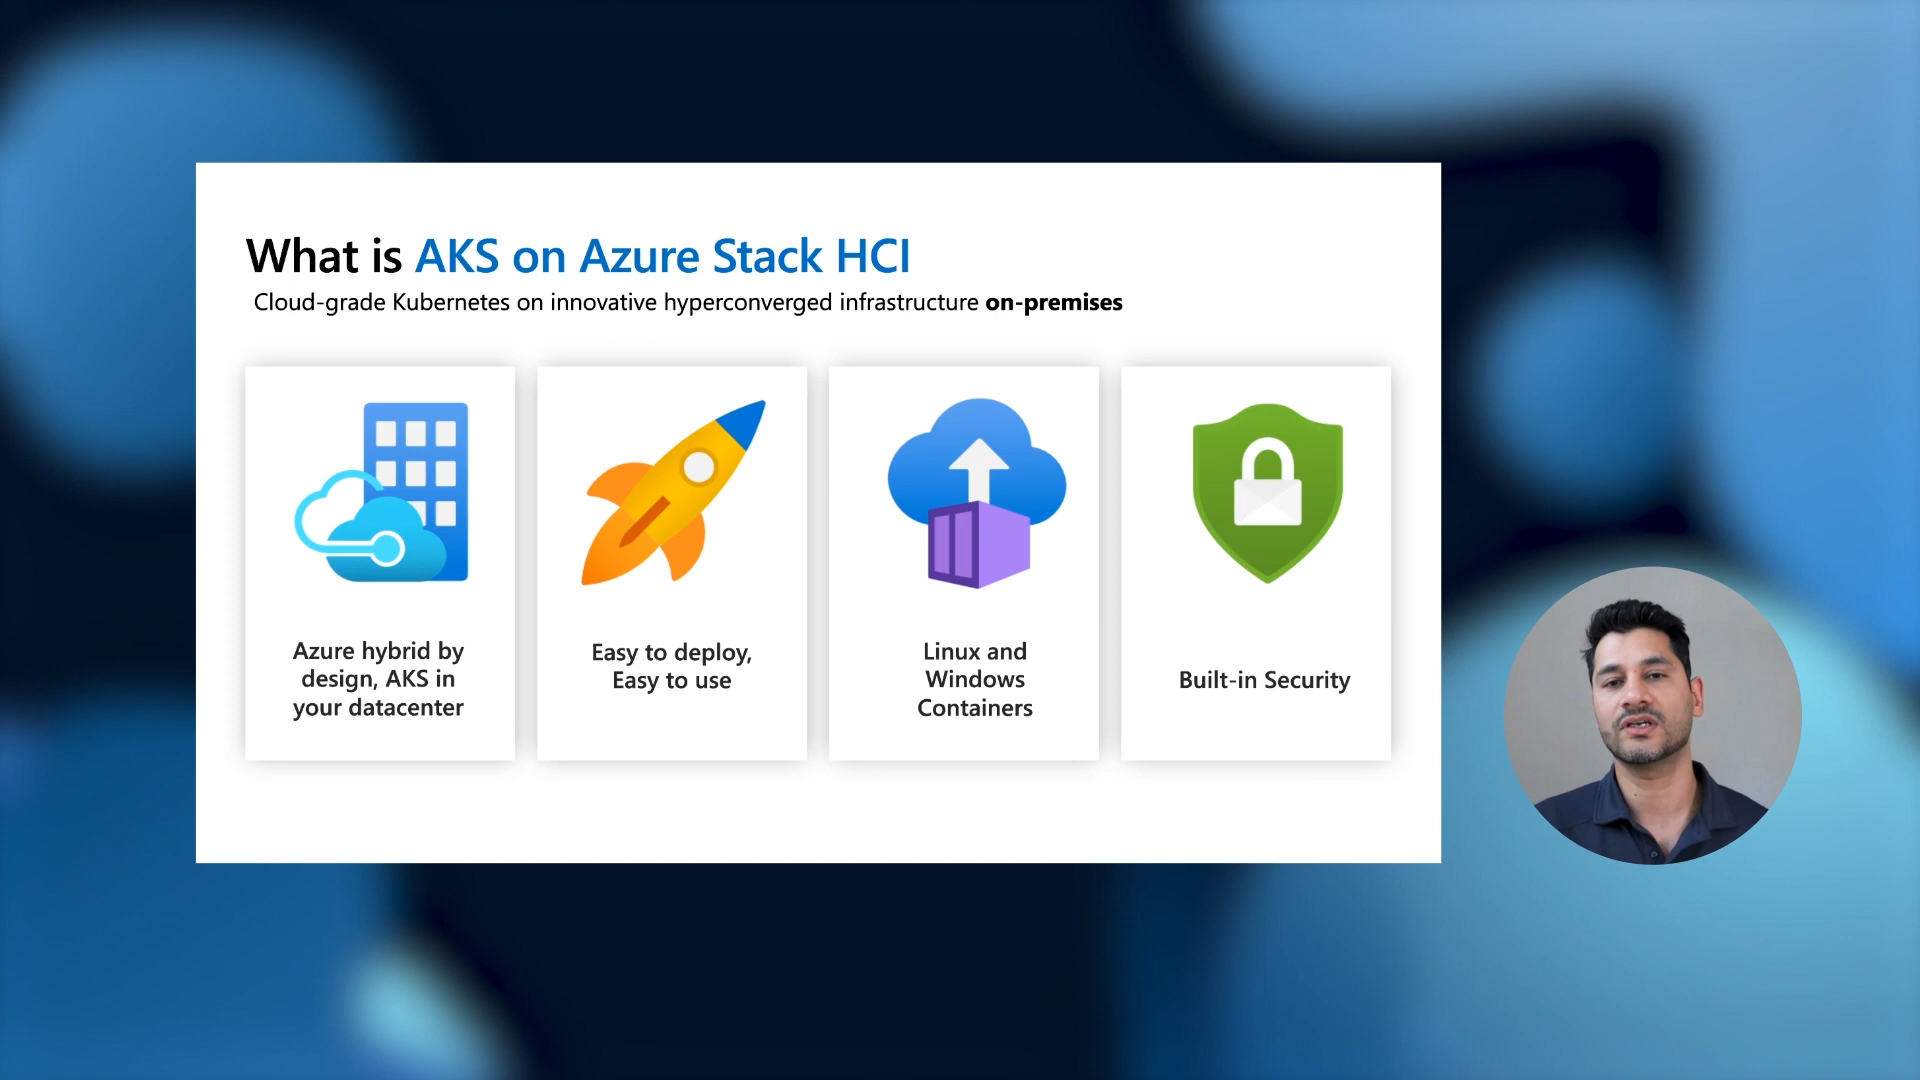 What is AKS on Azure Stack HCI
Cloud-grade Kubernetes on innovative hyperconverged infrastructure on-premises
Azure hybrid by
design, AKS in
your datacenter
Easy to deploy,
Easy to use
Linux and
Windows
Containers
Built-in Security